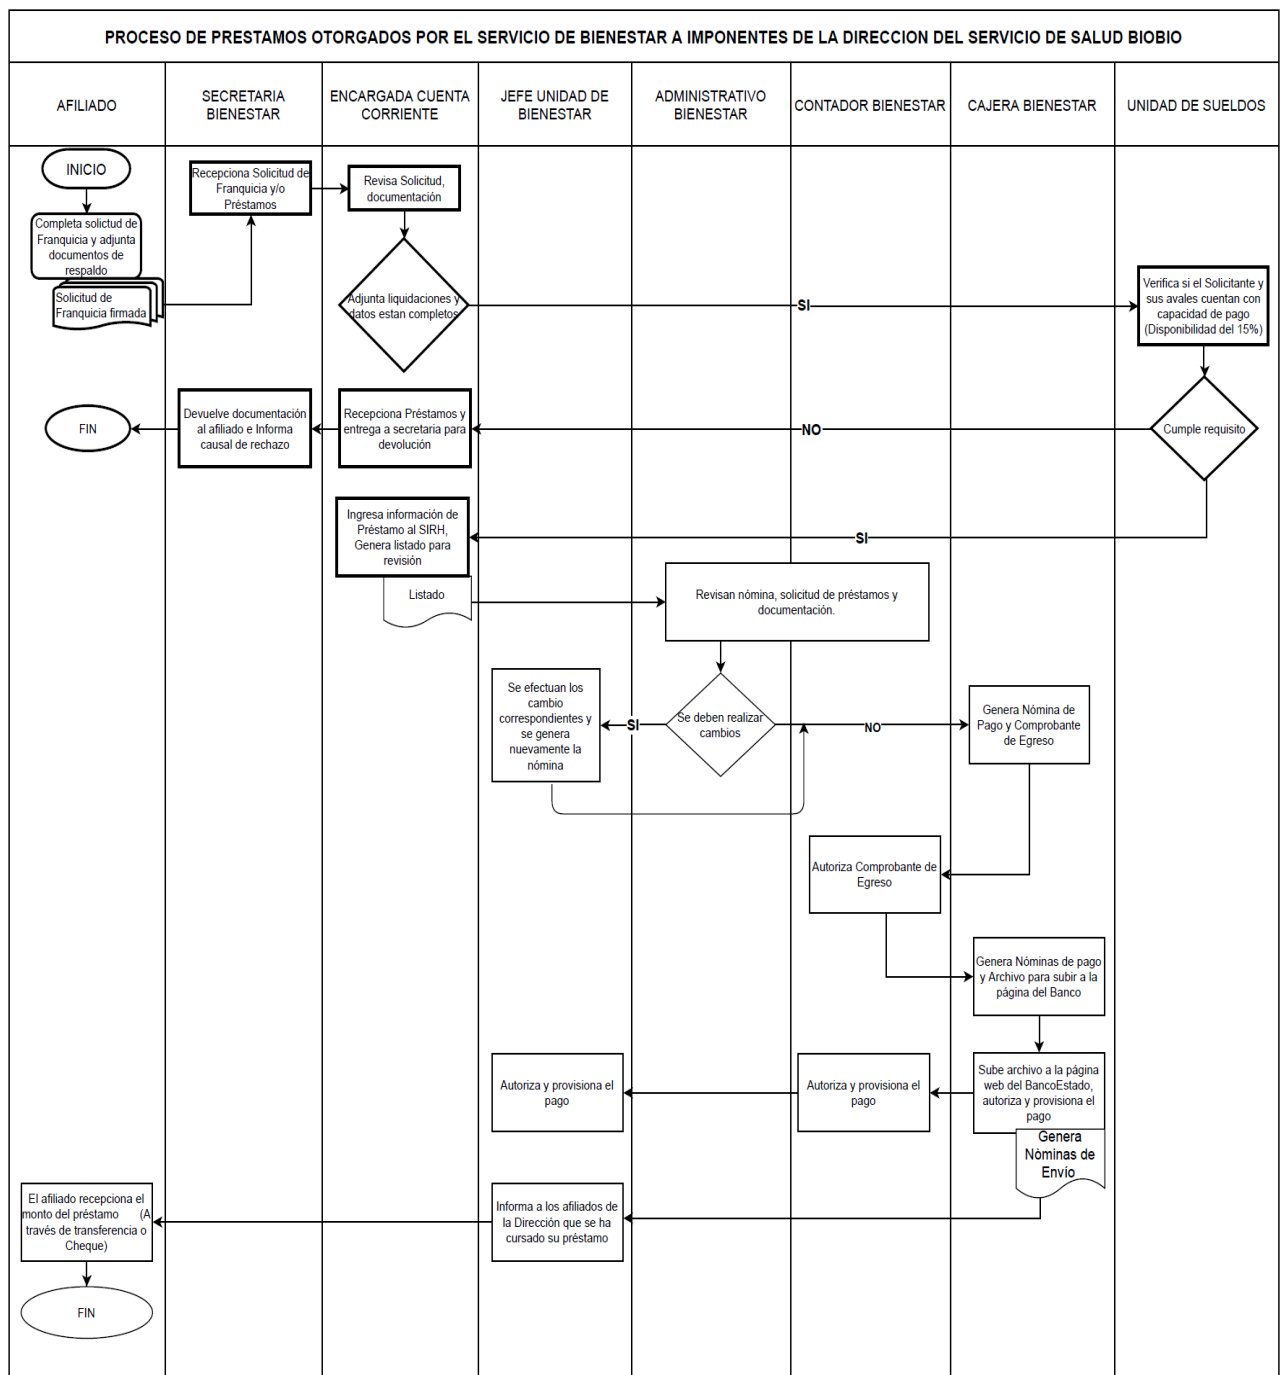 PROCESO DE PRESTAMOS OTORGADOS POR EL SERVICIO DE BIENESTAR A IMPONENTES DE LA DIRECCION DEL SERVICIO DE SALUD BIOBIO
AFILIADO
SECRETARIA
BIENESTAR
ENCARGADA CUENTA
CORRIENTE
JEFE UNIDAD DE
BIENESTAR
ADMINISTRATIVO
BIENESTAR
CONTADOR BIENESTAR
CAJERA BIENESTAR
UNIDAD DE SUELDOS
INICIO
Completa solictud de
Franquicia y adjunta
documentos de
respaldo
Solicitud de
Franquicia firmada
Recepciona Solicitud de
Franquicia y/o
Préstamos
Revisa Solicitud,
documentación
Adjunta liquidaciones y
datos estan completos
SI
Verifica si el Solicitante y
sus avales cuentan con
capacidad de pago
(Disponibilidad del 15%)
Cumple requisito
NO
Recepciona Préstamos y
entrega a secretaria para
devolución
Devuelve documentación
al afiliado e Informa
causal de rechazo
FIN
SI
Ingresa información de
Préstamo al SIRH,
Genera listado para
revisión
Listado
Revisan nómina, solicitud de préstamos y
documentación.
Se deben realizar
cambios
SI
Se efectuan los
cambio
correspondientes y
se genera
nuevamente la
nómina
NO
Genera Nómina de
Pago y Comprobante
de Egreso
Autoriza Comprobante de
Egreso
Genera Nóminas de pago
y Archivo para subir a la
página del Banco
Sube archivo a la página
web del BancoEstado,
autoriza y provisiona el
pago
Genera
Nòminas de
Envío
Autoriza y provisiona el
pago
Autoriza y provisiona el
pago
Informa a los afiliados de
la Dirección que se ha
cursado su préstamo
El afiliado recepciona el
monto del préstamo (A
través de transferencia o
Cheque)
FIN